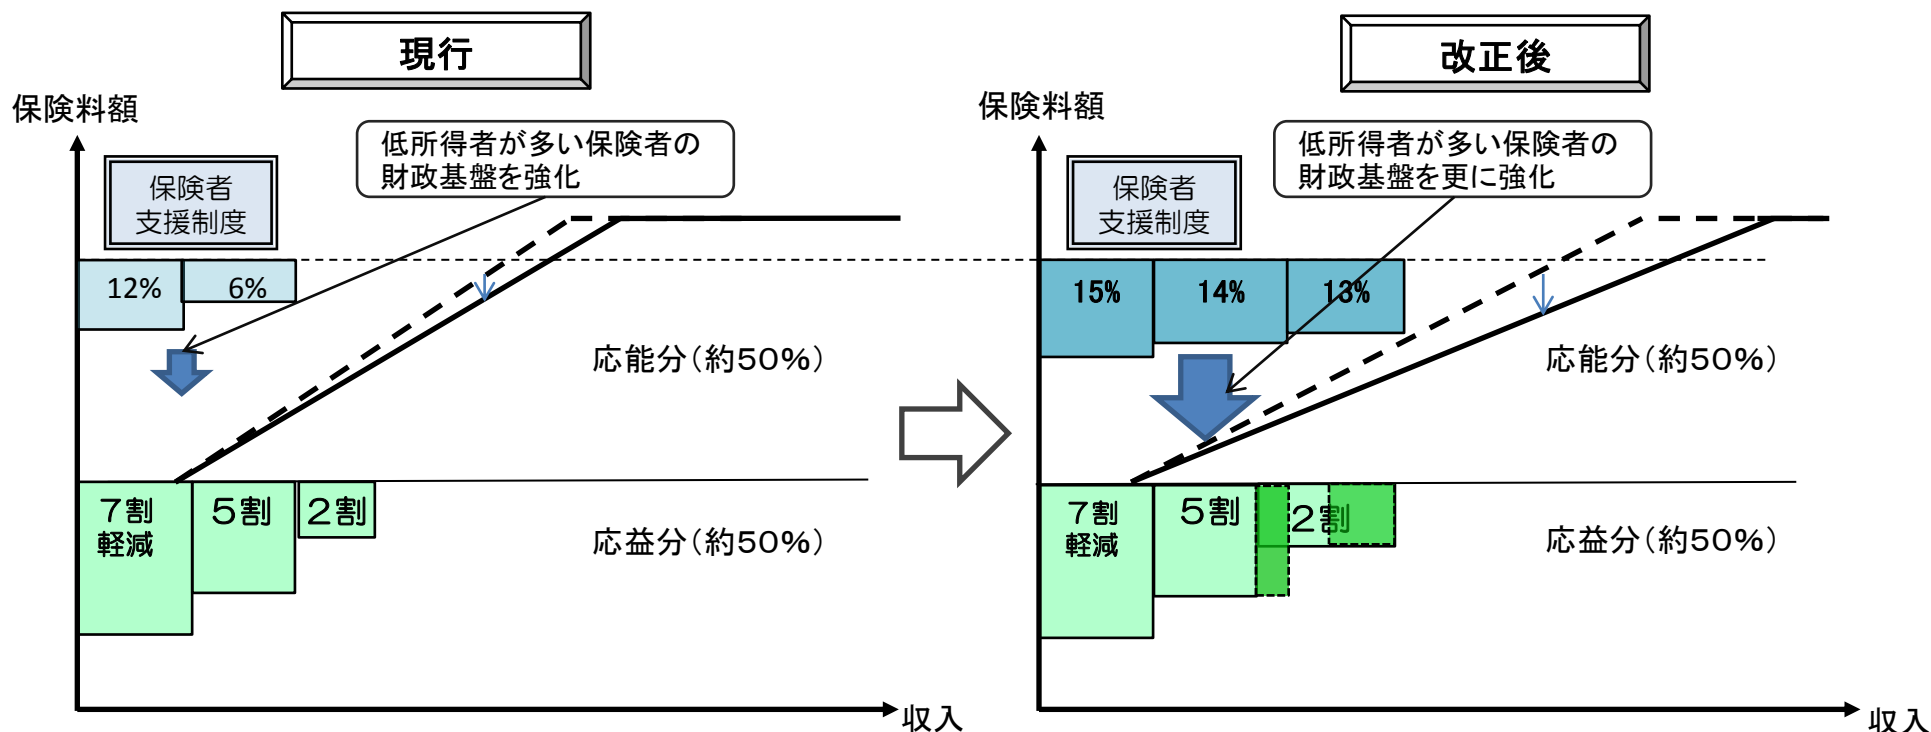 現行
保険料額
低所得者が多い保険者の
財政基盤を強化
保険者
支援制度
12%
6%
応能分(約50%)
7割
軽減
5割
2割
応益分(約50%)
収入
改正後
保険料額
低所得者が多い保険者の
財政基盤を更に強化
保険者
支援制度
15%
14%
13%
応能分(約50%)
7割
軽減
5割
2割
応益分(約50%)
収入